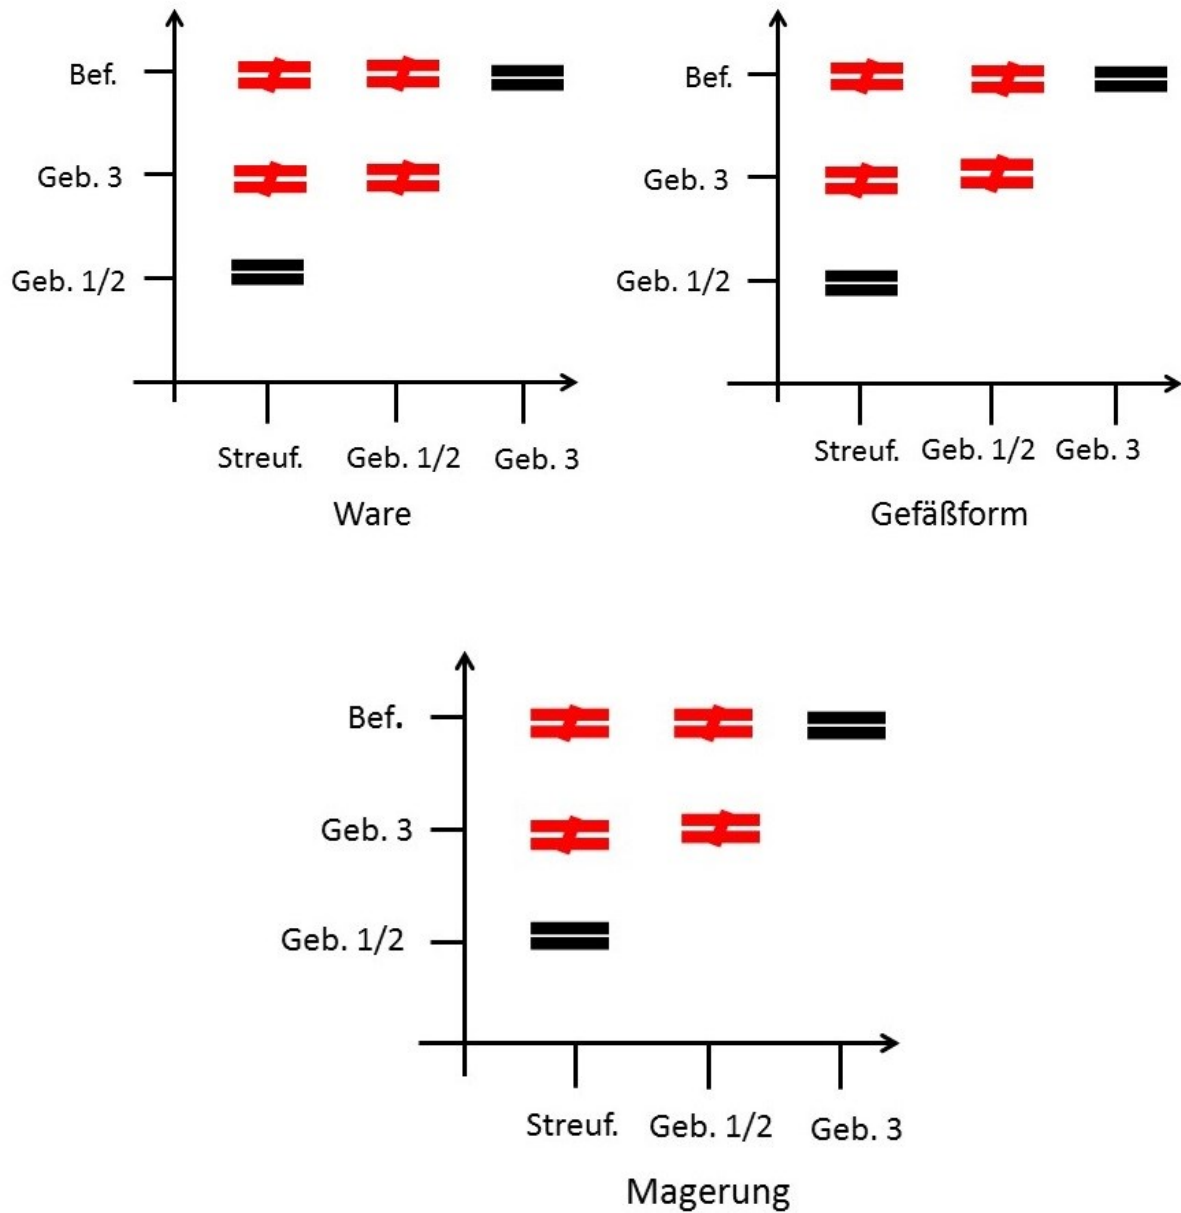 Bef.
Geb. 3
Geb. 1/2
Streuf. Geb. 1/2 Geb. 3
Ware
Bef.
Geb. 3
Geb. 1/2
Streuf. Geb. 1/2 Geb. 3
Gefäßform
Bef.
Geb. 3
Geb. 1/2
Streuf. Geb. 1/2 Geb. 3
Magerung